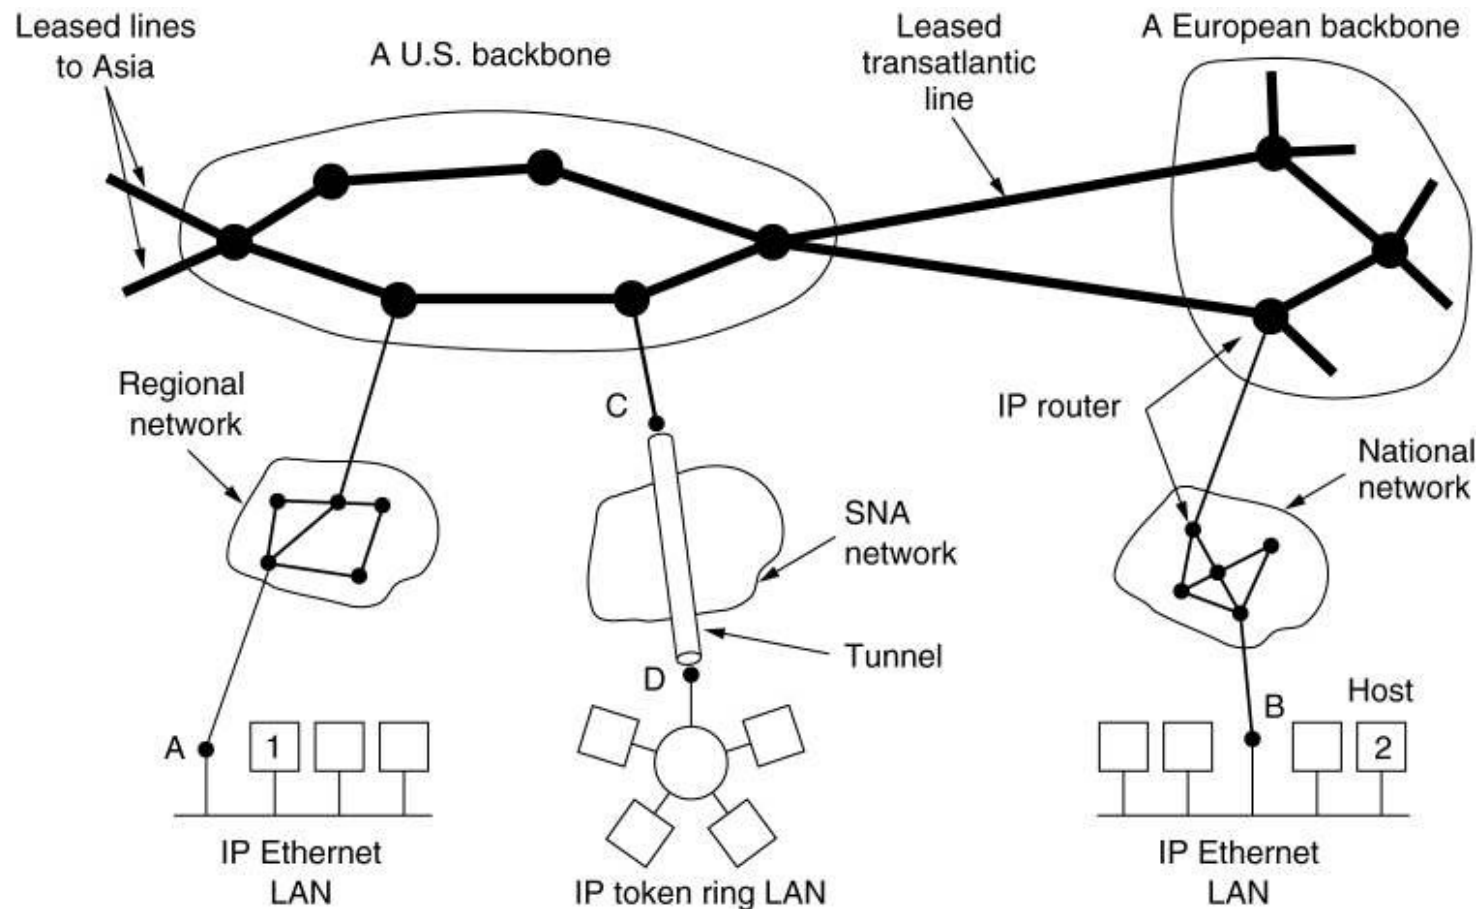 Leased lines
to Asia
A U.S. backbone
Leased
transatlantic
line
A European backbone
Regional
network
C
IP router
National
network
SNA
network
Tunnel
D
A
1
B
Host
2
IP Ethernet
LAN
IP token ring LAN
IP Ethernet
LAN